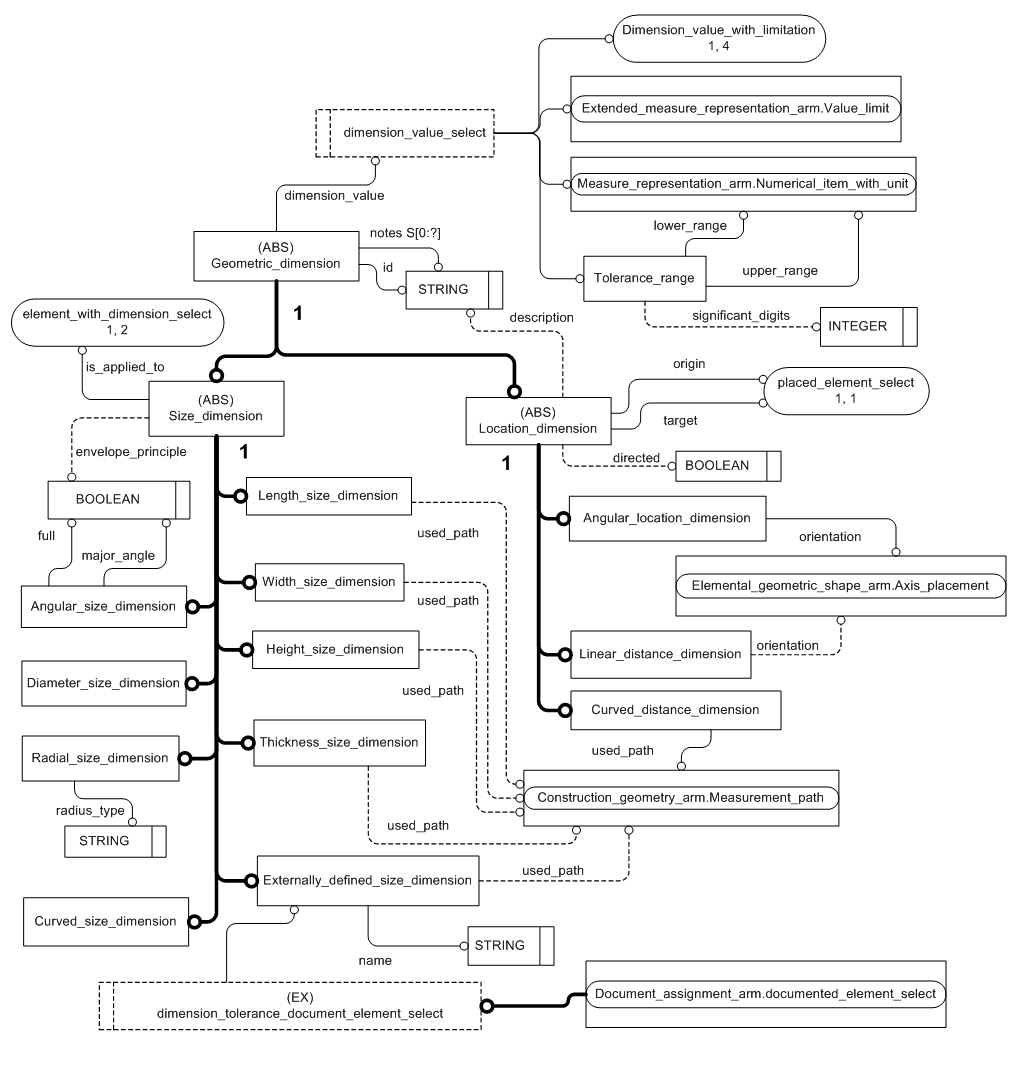 Dimension_value_with_limitation
1, 4
Extended_measure_representation_arm.Value_limit
dimension_value_select
Measure_representation_arm.Numerical_item_with_unit
dimension_value
lower_range
notes S[0:?]
(ABS)
Geometric_dimension
id
Tolerance_range
upper_range
STRING
1
element_with_dimension_select
1, 2
description
significant_digits
INTEGER
is_applied_to
origin
placed_element_select
1, 1
(ABS)
Size_dimension
(ABS)
Location_dimension
target
envelope_principle
1
1
directed
BOOLEAN
BOOLEAN
Length_size_dimension
Angular_location_dimension
full
major_angle
used_path
orientation
Width_size_dimension
Elemental_geometric_shape_arm.Axis_placement
used_path
Angular_size_dimension
Height_size_dimension
Linear_distance_dimension
orientation
Diameter_size_dimension
used_path
Curved_distance_dimension
Thickness_size_dimension
used_path
Radial_size_dimension
Construction_geometry_arm.Measurement_path
radius_type
STRING
used_path
used_path
Externally_defined_size_dimension
Curved_size_dimension
STRING
name
Document_assignment_arm.documented_element_select
(EX)
dimension_tolerance_document_element_select